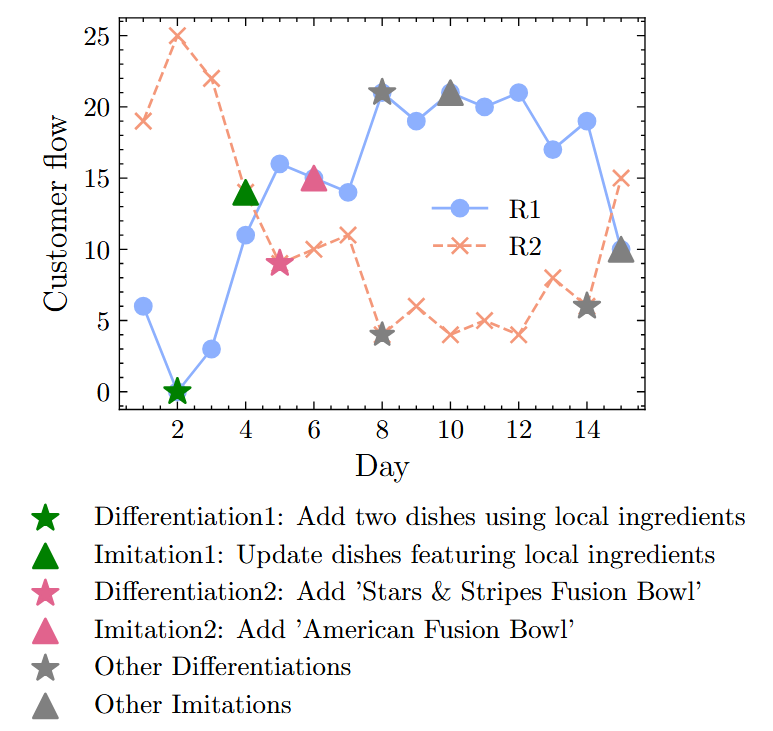 25
20
15
10
5
0
Customer flow
R1
R2
2 4 6 8 10 12 14
Day
Differentiation1: Add two dishes using local ingredients
Imitation1: Update dishes featuring local ingredients
Differentiation2: Add 'Stars & Stripes Fusion Bowl'
Imitation2: Add 'American Fusion Bowl'
Other Differentiations
Other Imitations